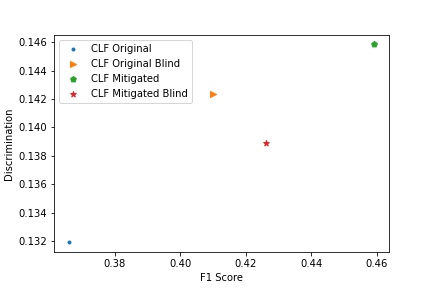 0.146
0.144
0.142
0.140
0.138
0.136
0.134
0.132
Discrimination
CLF Original
CLF Original Blind
CLF Mitigated
CLF Mitigated Blind
0.38 0.40 0.42 0.44 0.46
F1 Score